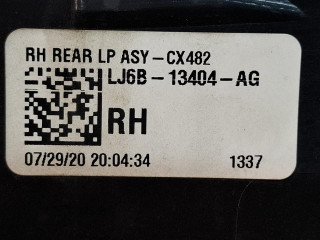 RH REAR LP ASY-CX482
LJ6B-13404-AG
RH
07/29/20 20:04:34 1337